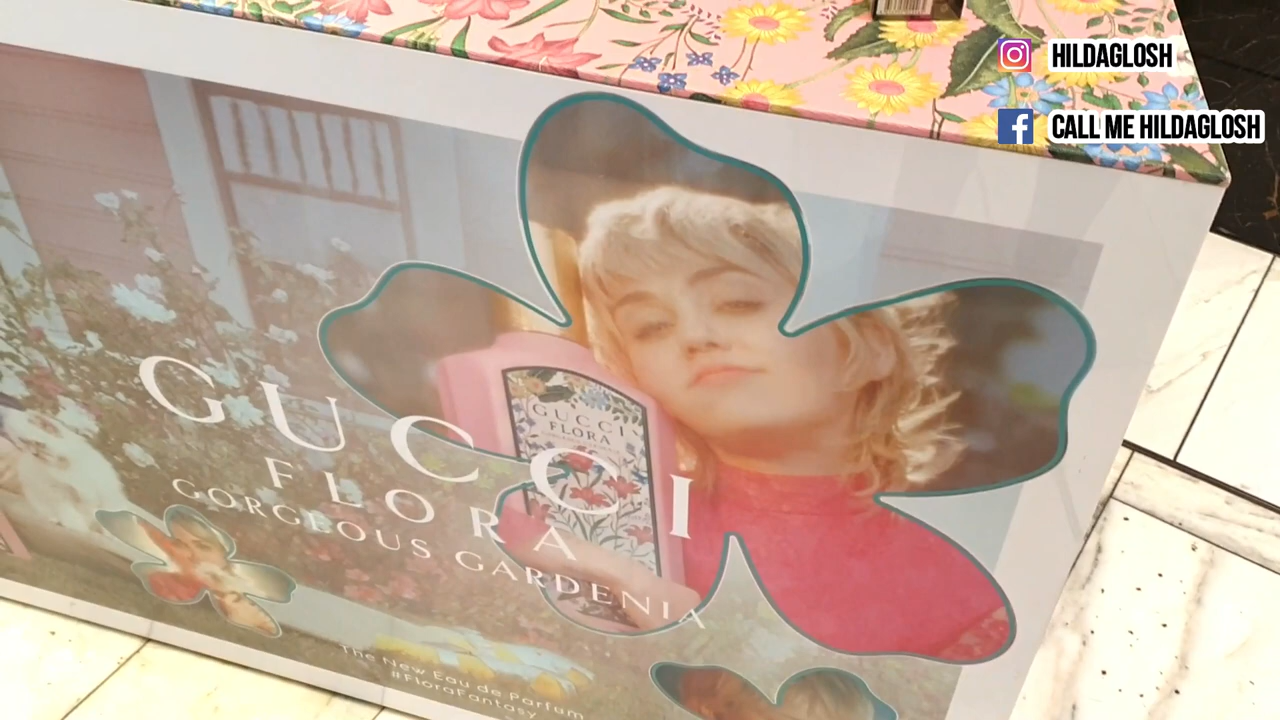 HILDAGLOSH
CALL ME HILDAGLOSH
GUCCI
FLORA
GUCCI
FLORA
GORGEOUS GARDENIA
The New Eau de Parfum
#FloraFantasy